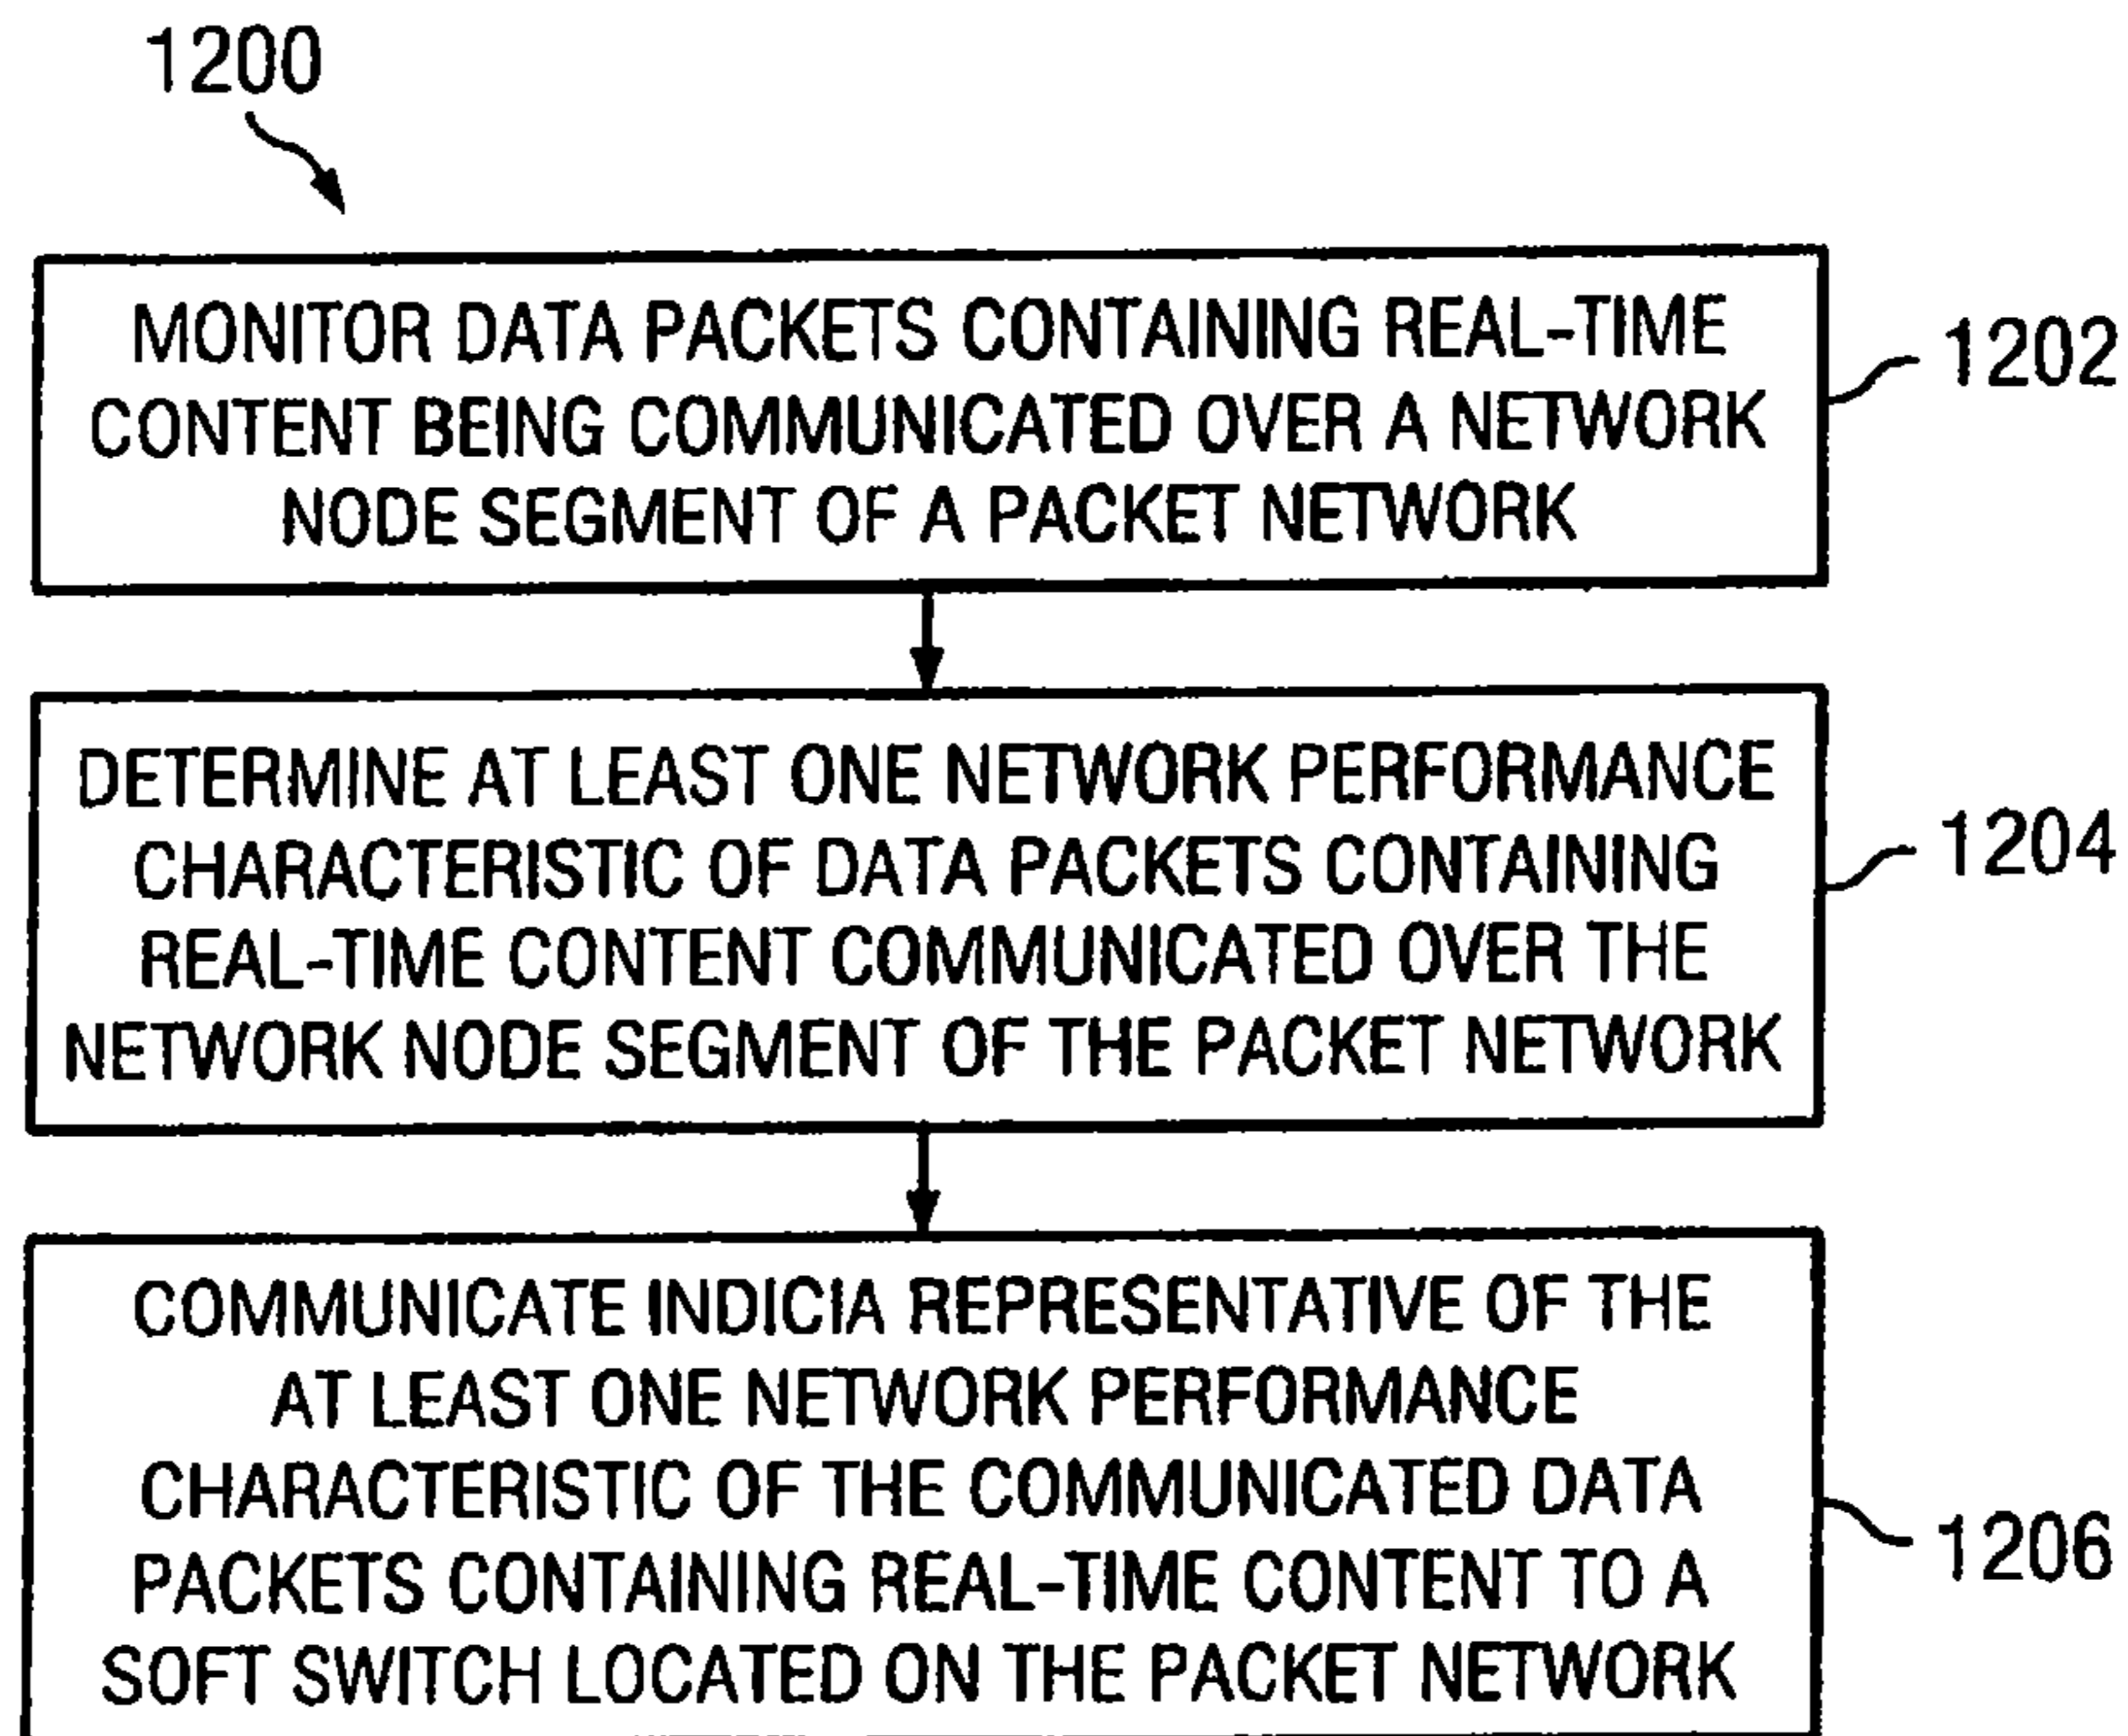 1200
MONITOR DATA PACKETS CONTAINING REAL-TIME
CONTENT BEING COMMUNICATED OVER A NETWORK
NODE SEGMENT OF A PACKET NETWORK
1202
DETERMINE AT LEAST ONE NETWORK PERFORMANCE
CHARACTERISTIC OF DATA PACKETS CONTAINING
REAL-TIME CONTENT COMMUNICATED OVER THE
NETWORK NODE SEGMENT OF THE PACKET NETWORK
1204
COMMUNICATE INDICIA REPRESENTATIVE OF THE
AT LEAST ONE NETWORK PERFORMANCE
CHARACTERISTIC OF THE COMMUNICATED DATA
PACKETS CONTAINING REAL-TIME CONTENT TO A
SOFT SWITCH LOCATED ON THE PACKET NETWORK
1206